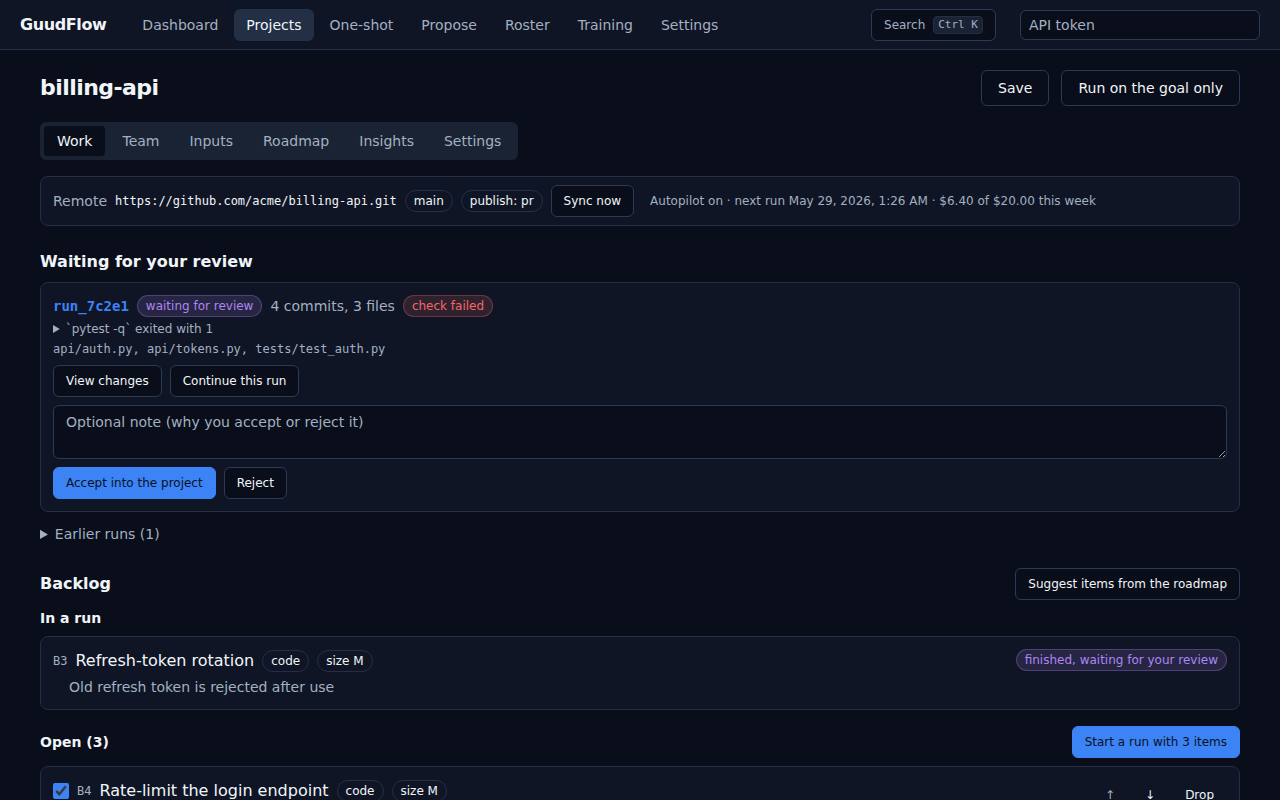 GuudFlow Dashboard Projects One-shot Propose Roster Training Settings Search Ctrl K API token
billing-api Save Run on the goal only
Work Team Inputs Roadmap Insights Settings
Remote https://github.com/acme/billing-api.git main publish: pr Sync now Autopilot on · next run May 29, 2026, 1:26 AM · $6.40 of $20.00 this week
Waiting for your review
run_7c2e1 waiting for review 4 commits, 3 files check failed
`pytest -q` exited with 1
api/auth.py, api/tokens.py, tests/test_auth.py
View changes Continue this run
Optional note (why you accept or reject it)
Accept into the project Reject
Earlier runs (1)
Backlog Suggest items from the roadmap
In a run
B3 Refresh-token rotation code size M finished, waiting for your review
Old refresh token is rejected after use
Open (3) Start a run with 3 items
B4 Rate-limit the login endpoint code size M ↑ ↓ Drop